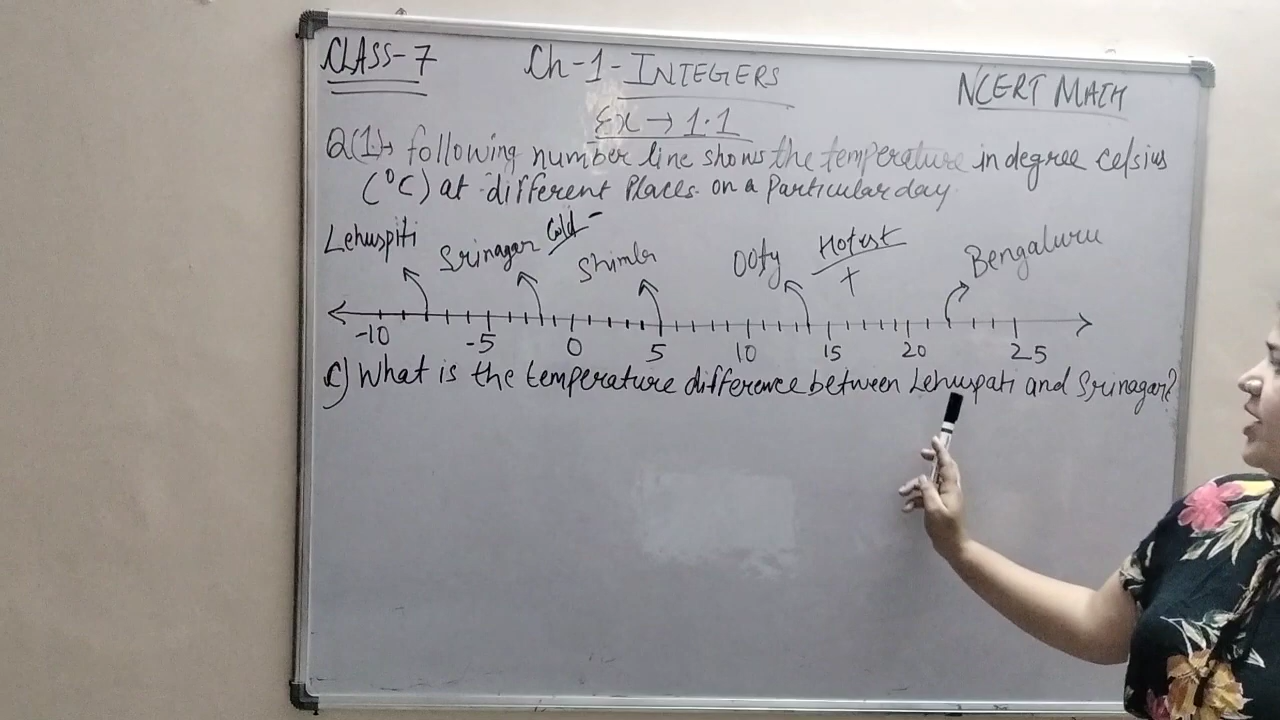 CLASS-7 Ch-1-INTEGERS NCERT MATH
Ex → 1.1
Q(1)→ following number line shows the temperature in degree celsius
(°C) at different Places on a Particular day
Lehuspiti Srinagar Cold - Shimla Ooty Hotest + Bengaluru
-10 -5 0 5 10 15 20 25
c) What is the temperature difference between Lehuspati and Srinagar?